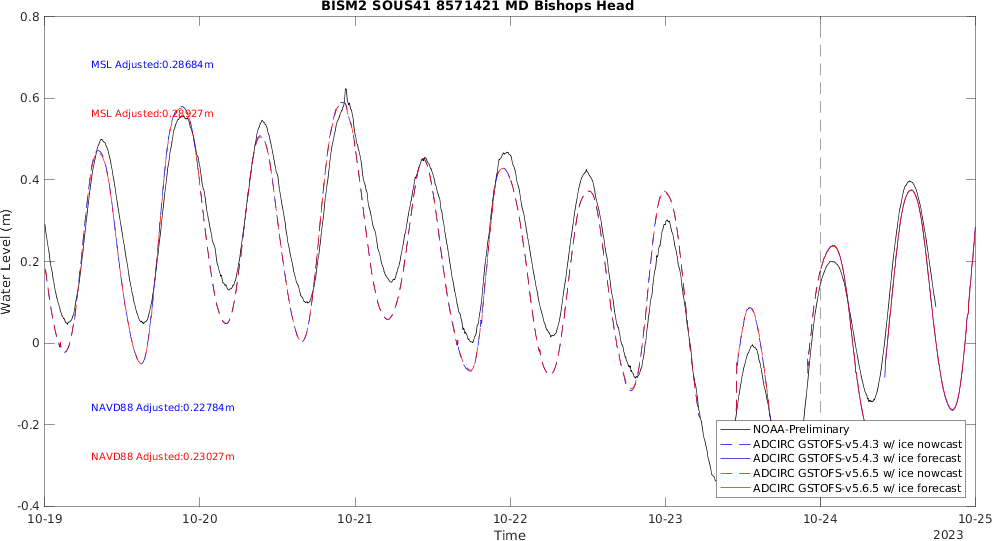 BISM2 SOUS41 8571421 MD Bishops Head
0.8
MSL Adjusted:0.28684m
0.6
MSL Adjusted:0.28927m
0.4
Water Level (m)
0.2
0
NAVD88 Adjusted:0.22784m
-0.2
NAVD88 Adjusted:0.23027m
-0.4
NOAA-Preliminary
ADCIRC GSTOFS-v5.4.3 w/ ice nowcast
ADCIRC GSTOFS-v5.4.3 w/ ice forecast
ADCIRC GSTOFS-v5.6.5 w/ ice nowcast
ADCIRC GSTOFS-v5.6.5 w/ ice forecast
10-19 10-20 10-21 10-22 10-23 10-24 10-25
Time
2023